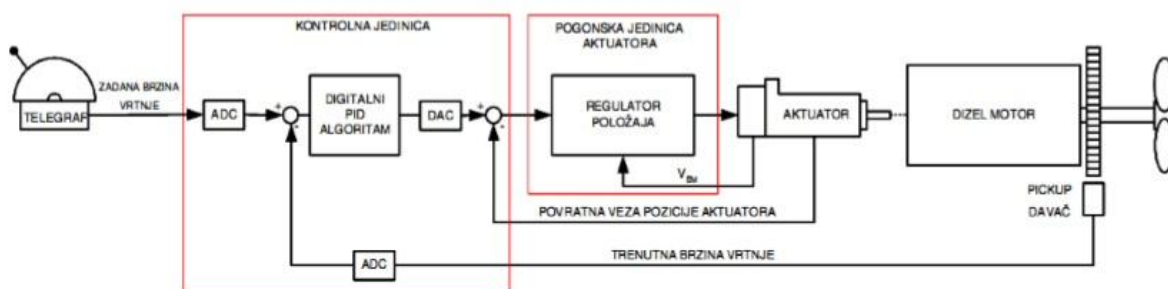 KONTROLNA JEDINICA
POGONSKA JEDINICA
AKTUATORA
TELEGRAF
ZADANA BRZINA
VRTNJE
ADC
+
-
DIGITALNI
PID
ALGORITAM
DAC
+
-
REGULATOR
POLOŽAJA
AKTUATOR
DIZEL MOTOR
V
POVRATNA VEZA POZICIJE AKTUATORA
PICKUP
DAVAČ
ADC
TRENUTNA BRZINA VRTNJE